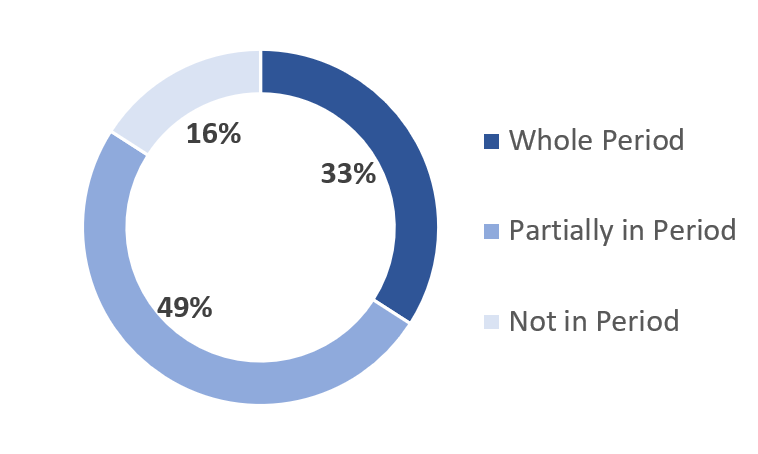 16%
33%
49%
Whole Period
Partially in Period
Not in Period